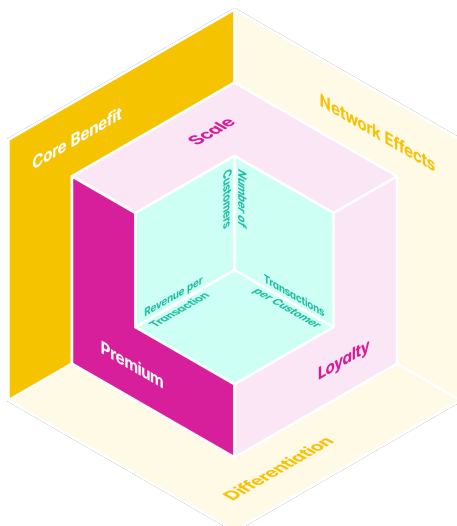 Core Benefit
Network Effects
Scale
Number of
Customers
Revenue per
Transaction
Transactions
per Customer
Premium
Loyalty
Differentiation